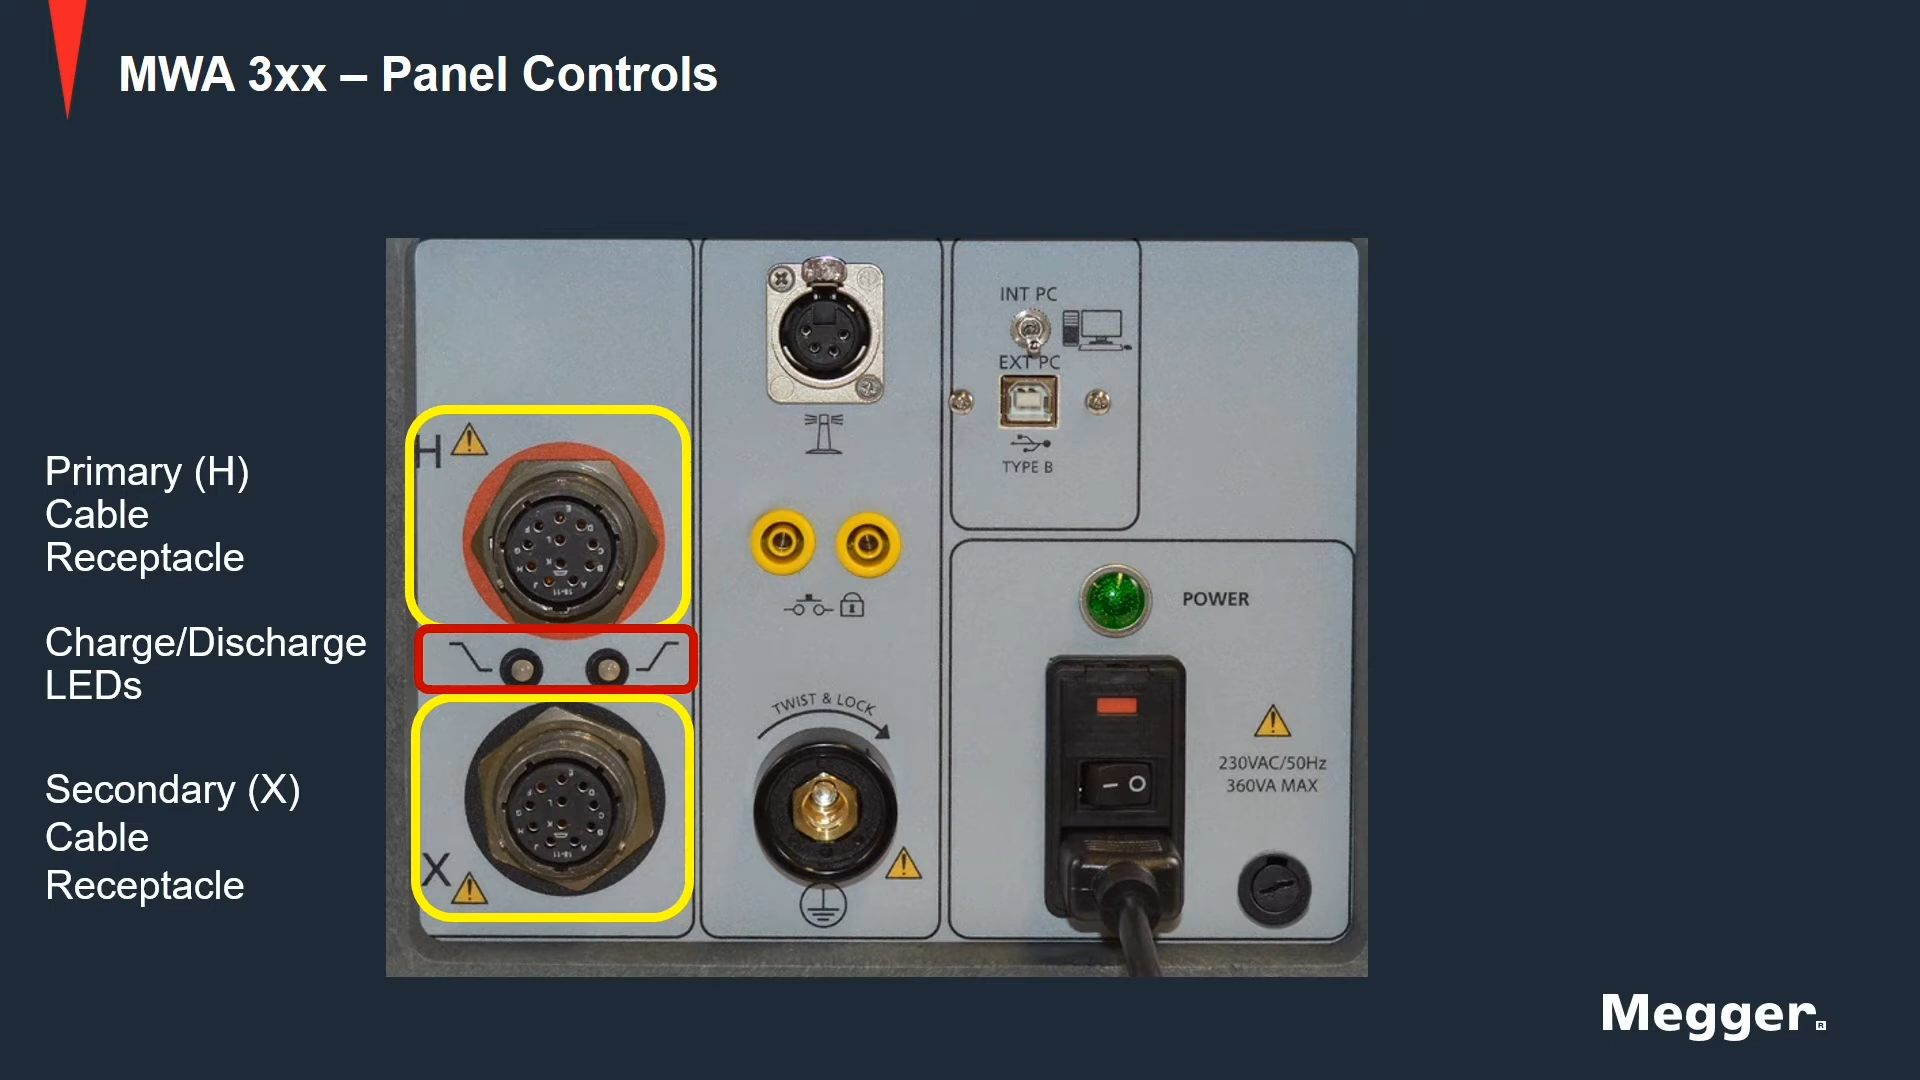 MWA 3xx – Panel Controls
Primary (H)
Cable
Receptacle
Charge/Discharge
LEDs
Secondary (X)
Cable
Receptacle
H
X
TWIST & LOCK
INT PC
EXT PC
TYPE B
POWER
230VAC/50Hz
360VA MAX
Megger®